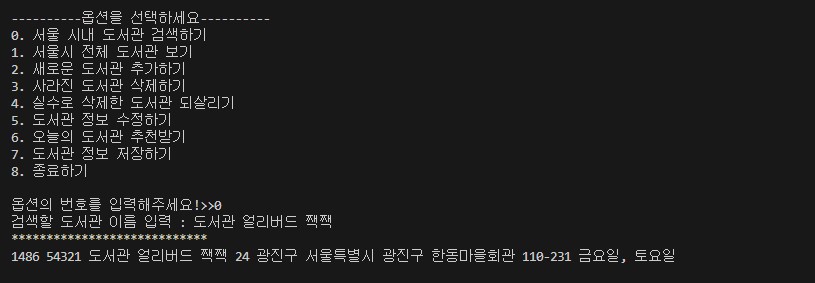 ----------옵션을 선택하세요----------
0. 서울 시내 도서관 검색하기
1. 서울시 전체 도서관 보기
2. 새로운 도서관 추가하기
3. 사라진 도서관 삭제하기
4. 실수로 삭제한 도서관 되살리기
5. 도서관 정보 수정하기
6. 오늘의 도서관 추천받기
7. 도서관 정보 저장하기
8. 종료하기
옵션의 번호를 입력해주세요!>>0
검색할 도서관 이름 입력 : 도서관 얼리버드 짹짹
****************************
1486 54321 도서관 얼리버드 짹짹 24 광진구 서울특별시 광진구 한동마을회관 110-231 금요일, 토요일